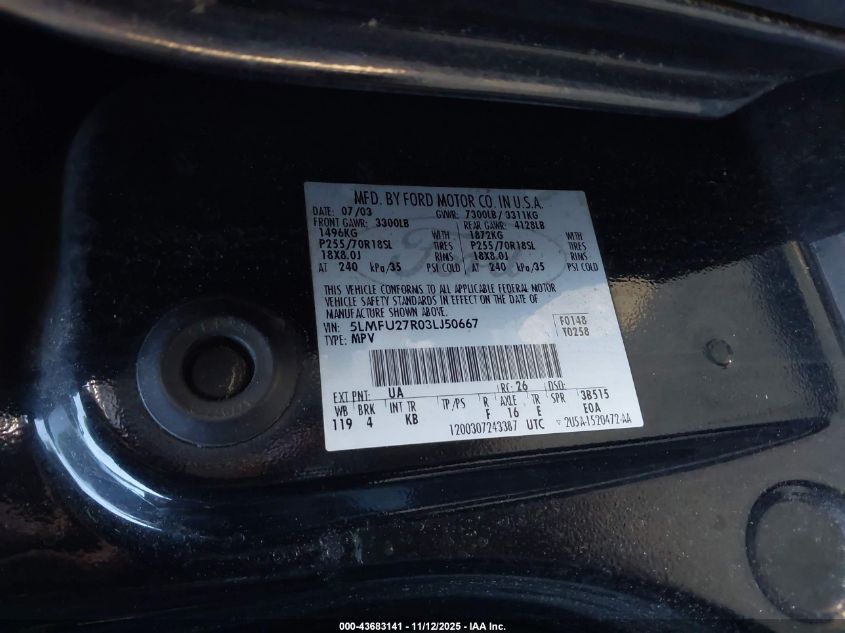 MFD. BY FORD MOTOR CO. IN U.S.A.
DATE: 07/03 GVWR: 7300LB/ 3311KG
FRONT GAWR: 3300LB REAR GAWR: 4128LB
1496KG WITH 1872KG WITH
P255/70R18SL TIRES P255/70R18SL TIRES
18X8.0J RIMS 18X8.0J RIMS
AT 240 kPa/35 PSI COLD AT 240 kPa/35 PSI COLD
THIS VEHICLE CONFORMS TO ALL APPLICABLE FEDERAL MOTOR
VEHICLE SAFETY STANDARDS IN EFFECT ON THE DATE OF
MANUFACTURE SHOWN ABOVE.
VIN: 5LMFU27R03LJ50667 F0148
TYPE: MPV T0258
EXT PNT: UA RC: 26 DSO:
WB BRK INT TR TP/PS R AXLE TR SPR 38515
119 4 KB F 16 E EOA
1200307243387 UTC 2U5A-1520472-AA
Ford
000-43683141 - 11/12/2025 - IAA Inc.